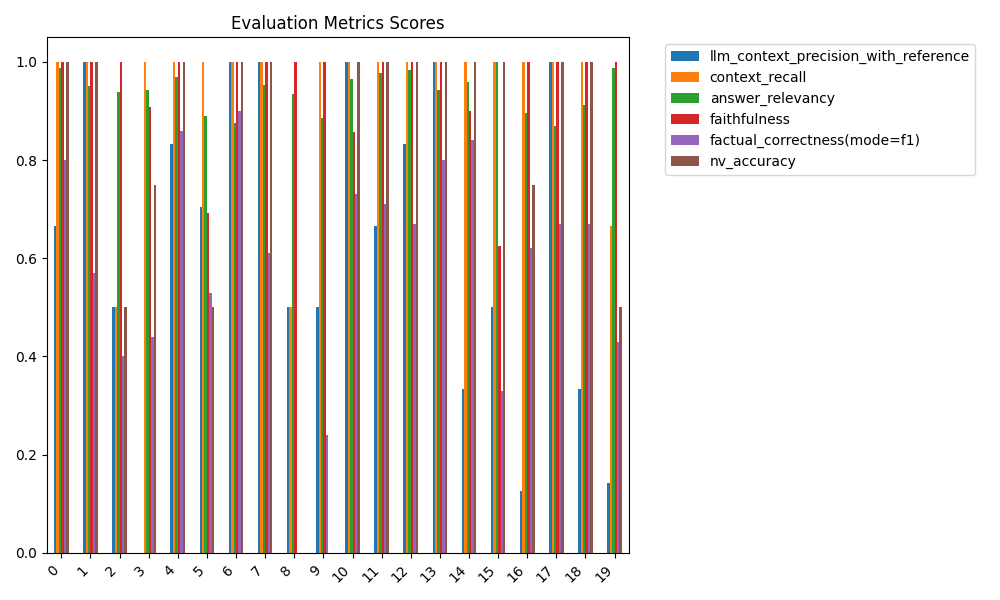 Evaluation Metrics Scores
llm_context_precision_with_reference
context_recall
answer_relevancy
faithfulness
factual_correctness(mode=f1)
nv_accuracy
1.0
0.8
0.6
0.4
0.2
0.0
0 1 2 3 4 5 6 7 8 9 10 11 12 13 14 15 16 17 18 19